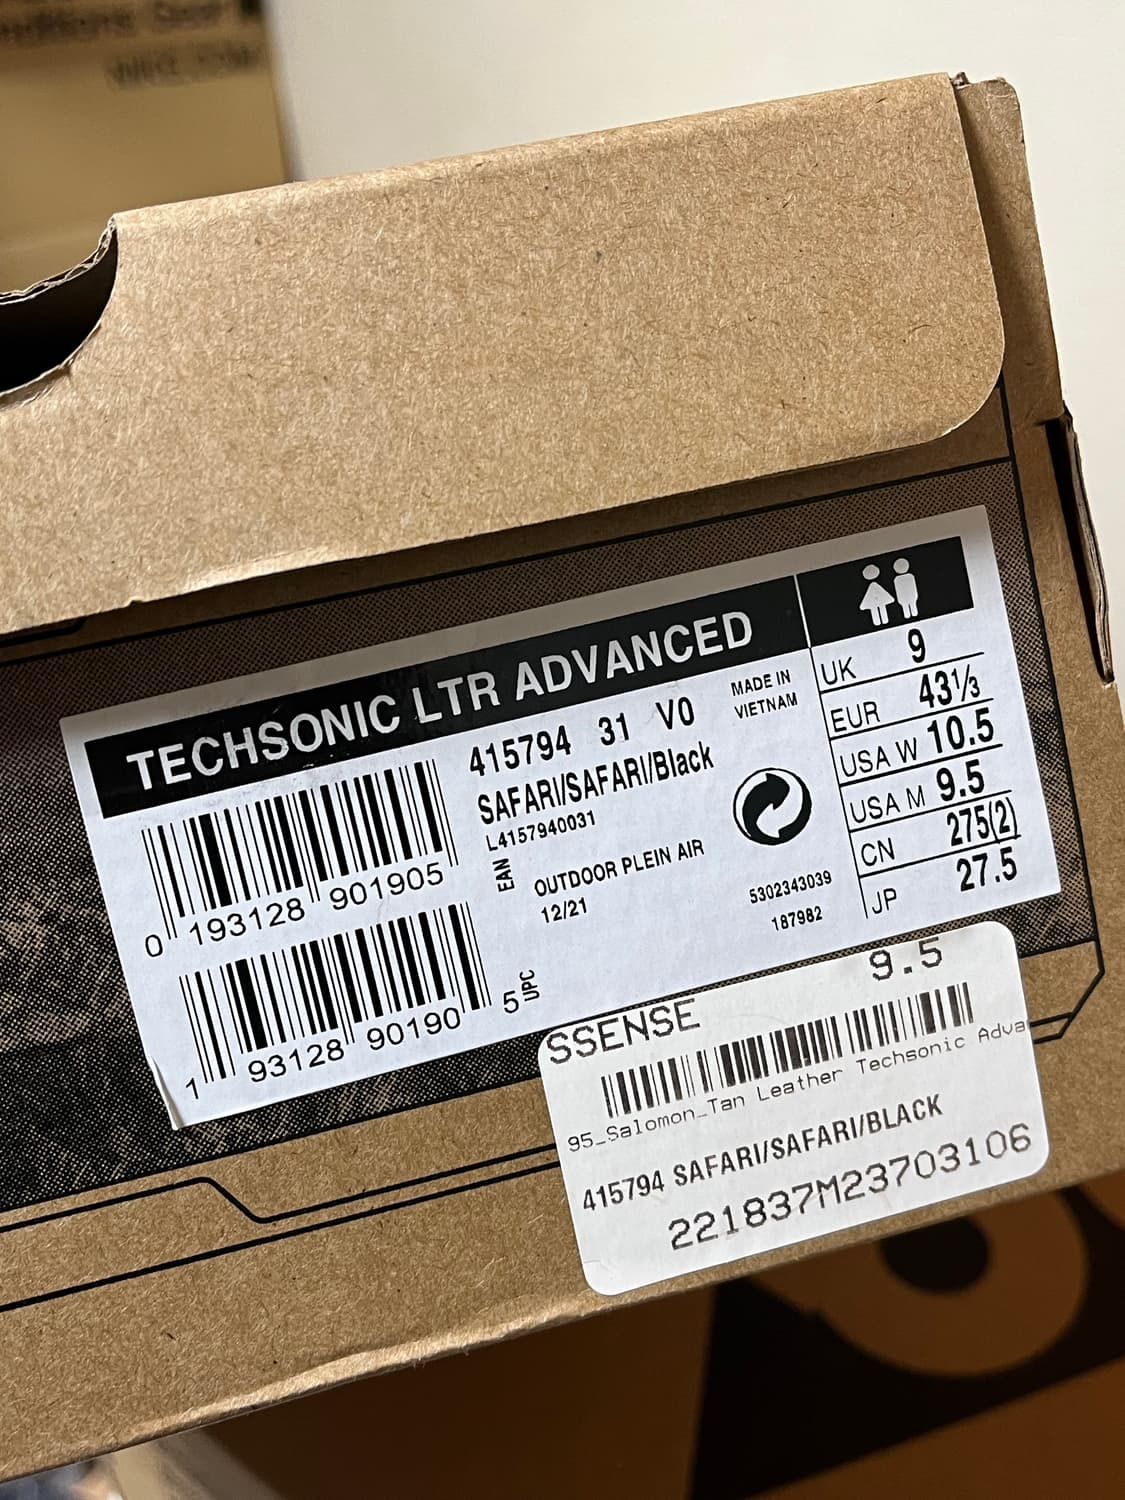 TECHSONIC LTR ADVANCED
415794 31 V0
SAFARI/SAFARI/Black
L4157940031
MADE IN
VIETNAM
EAN
OUTDOOR PLEIN AIR
12/21
5302343039
187982
0 193128 901905
1 93128 90190 5
UPC
UK 9
EUR 43⅓
USA W 10.5
USA M 9.5
CN 275(2)
JP 27.5
9.5
SSENSE
95_Salomon_Tan Leather Techsonic Adva
415794 SAFARI/SAFARI/BLACK
221837M23703106